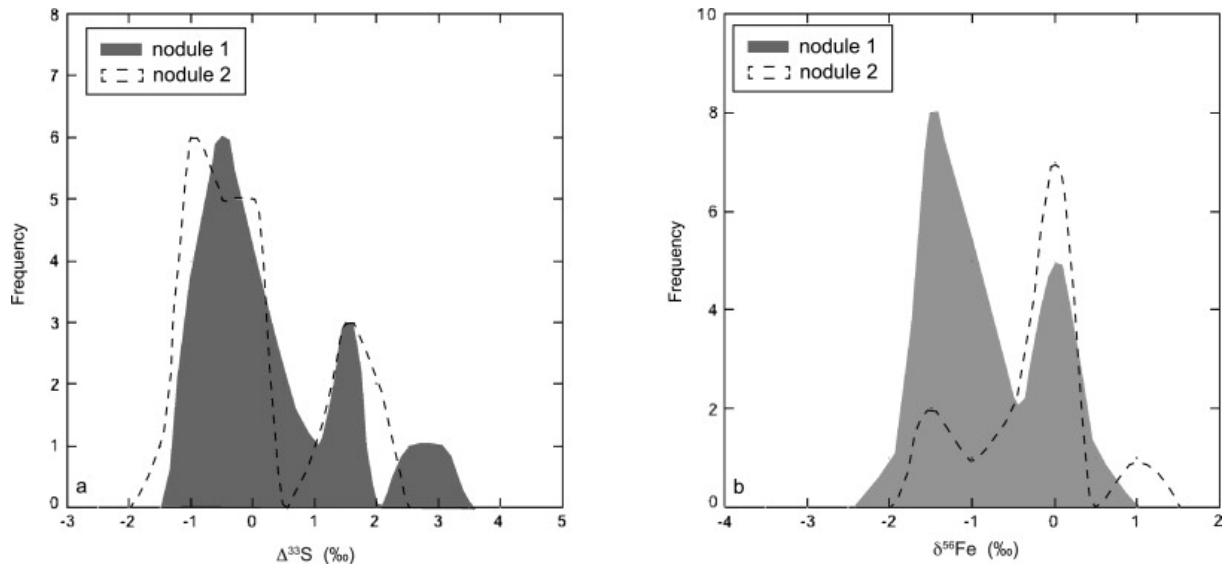 8
7
6
5
4
3
2
1
0
Frequency
nodule 1
nodule 2
a
-3 -2 -1 0 1 2 3 4 5
Δ³³S (‰)
10
8
6
4
2
0
Frequency
nodule 1
nodule 2
b
-4 -3 -2 -1 0 1 2
δ⁵⁶Fe (‰)